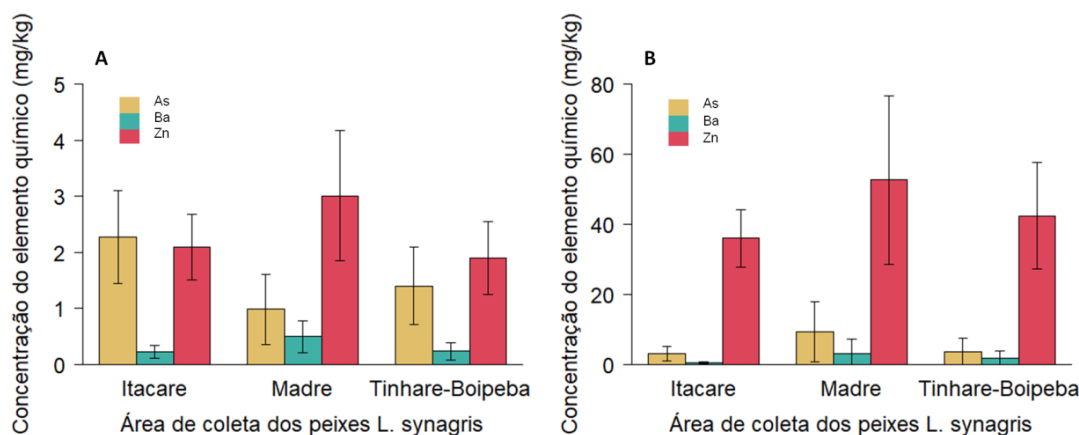 Concentração do elemento químico (mg/kg)
A
5
4
3
2
1
0
As
Ba
Zn
Itacare
Madre
Tinhare-Boipeba
Área de coleta dos peixes L. synagris
Concentração do elemento químico (mg/kg)
B
80
60
40
20
0
As
Ba
Zn
Itacare
Madre
Tinhare-Boipeba
Área de coleta dos peixes L. synagris